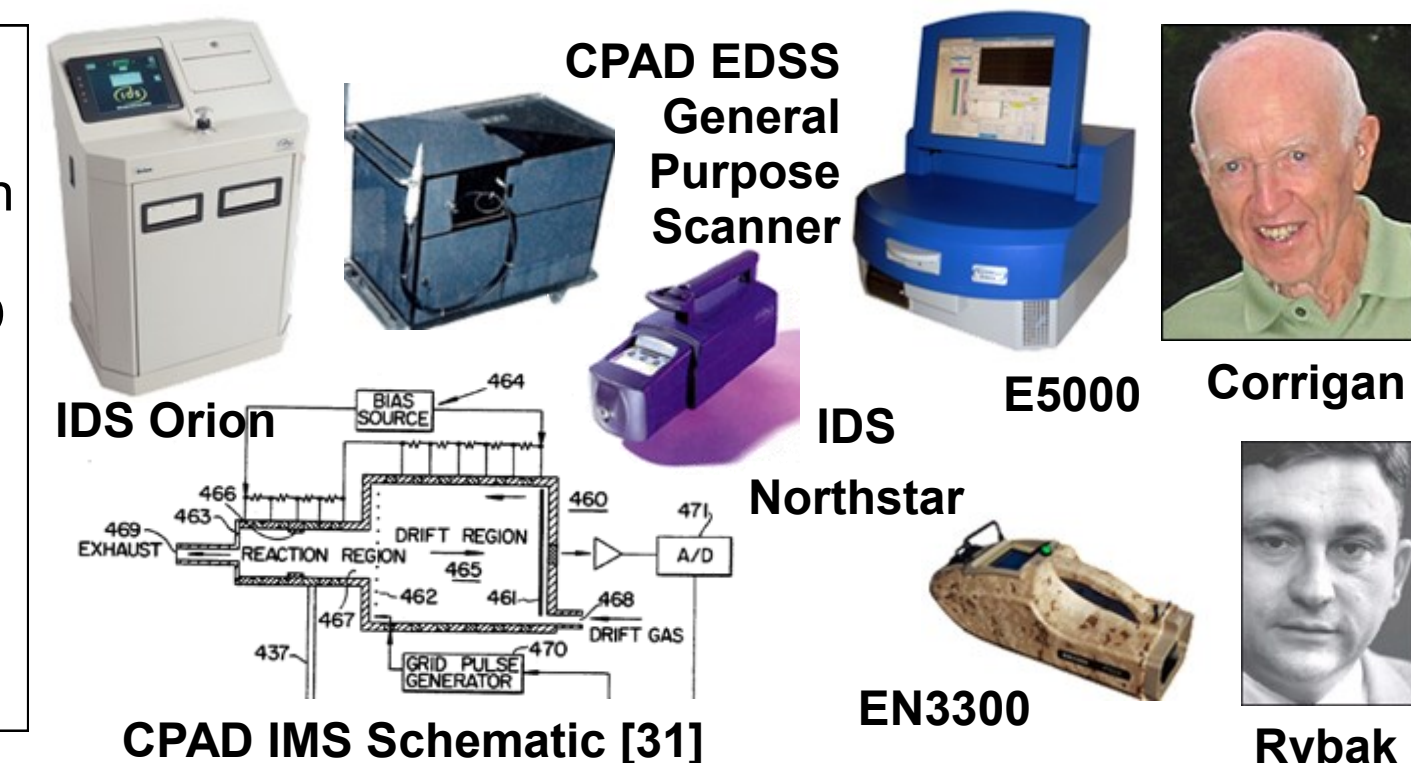 CPAD EDSS
General
Purpose
Scanner
ids
IDS Orion
IDS
Northstar
E5000
Corrigan
EN3300
Rybak
BIAS
SOURCE
464
466
463
469
EXHAUST
REACTION REGION
DRIFT REGION
465
460
471
A/D
467
462
461
468
DRIFT GAS
437
470
GRID PULSE
GENERATOR
CPAD IMS Schematic [31]